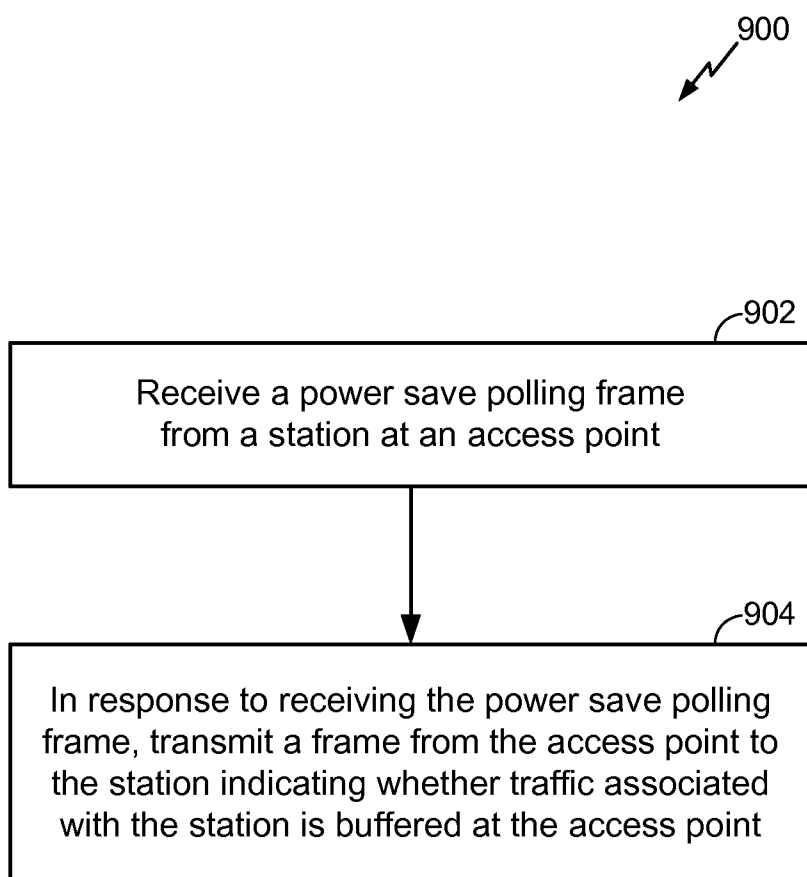 900
902
Receive a power save polling frame
from a station at an access point
904
In response to receiving the power save polling
frame, transmit a frame from the access point to
the station indicating whether traffic associated
with the station is buffered at the access point